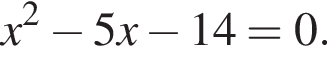 x² − 5x − 14 = 0.